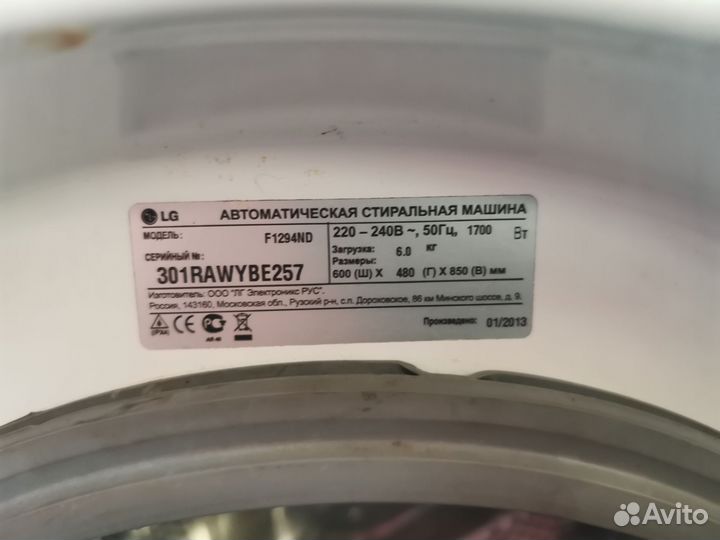 LG АВТОМАТИЧЕСКАЯ СТИРАЛЬНАЯ МАШИНА
МОДЕЛЬ: F1294ND
220 – 240В ~, 50Гц, 1700 Вт
Загрузка: 6.0 кг
СЕРИЙНЫЙ №:
301RAWYBE257
Размеры:
600 (Ш) X 480 (Г) X 850 (В) мм
Изготовитель: ООО "ЛГ Электроникс РУС".
Россия, 143160, Московская обл., Рузский р-н, с.п. Дороховское, 86 км Минского шоссе, д. 9.
Произведено: 01/2013
CE
Avito